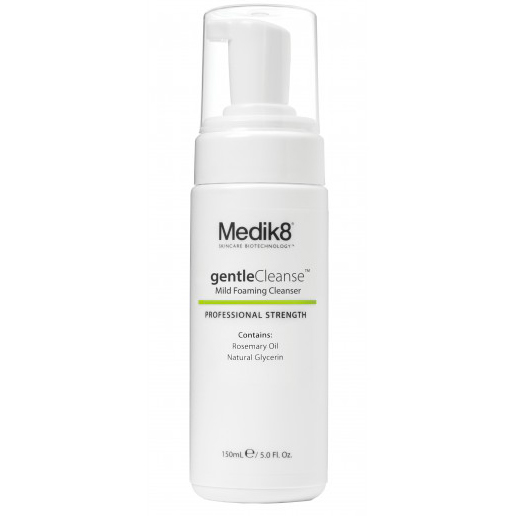 Medik8®
SKINCARE BIOTECHNOLOGY™
gentleCleanse™
Mild Foaming Cleanser
PROFESSIONAL STRENGTH
Contains:
Rosemary Oil
Natural Glycerin
150mL ℮/ 5.0 Fl. Oz.